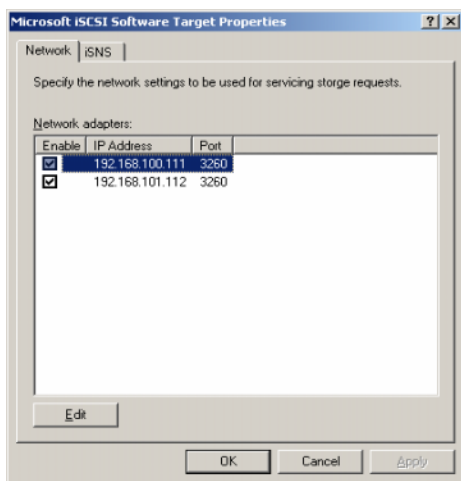 Microsoft iSCSI Software Target Properties ? X
Network iSNS
Specify the network settings to be used for servicing storge requests.
Network adapters:
Enable IP Address Port
192.168.100.111 3260
192.168.101.112 3260
Edit
OK Cancel Apply